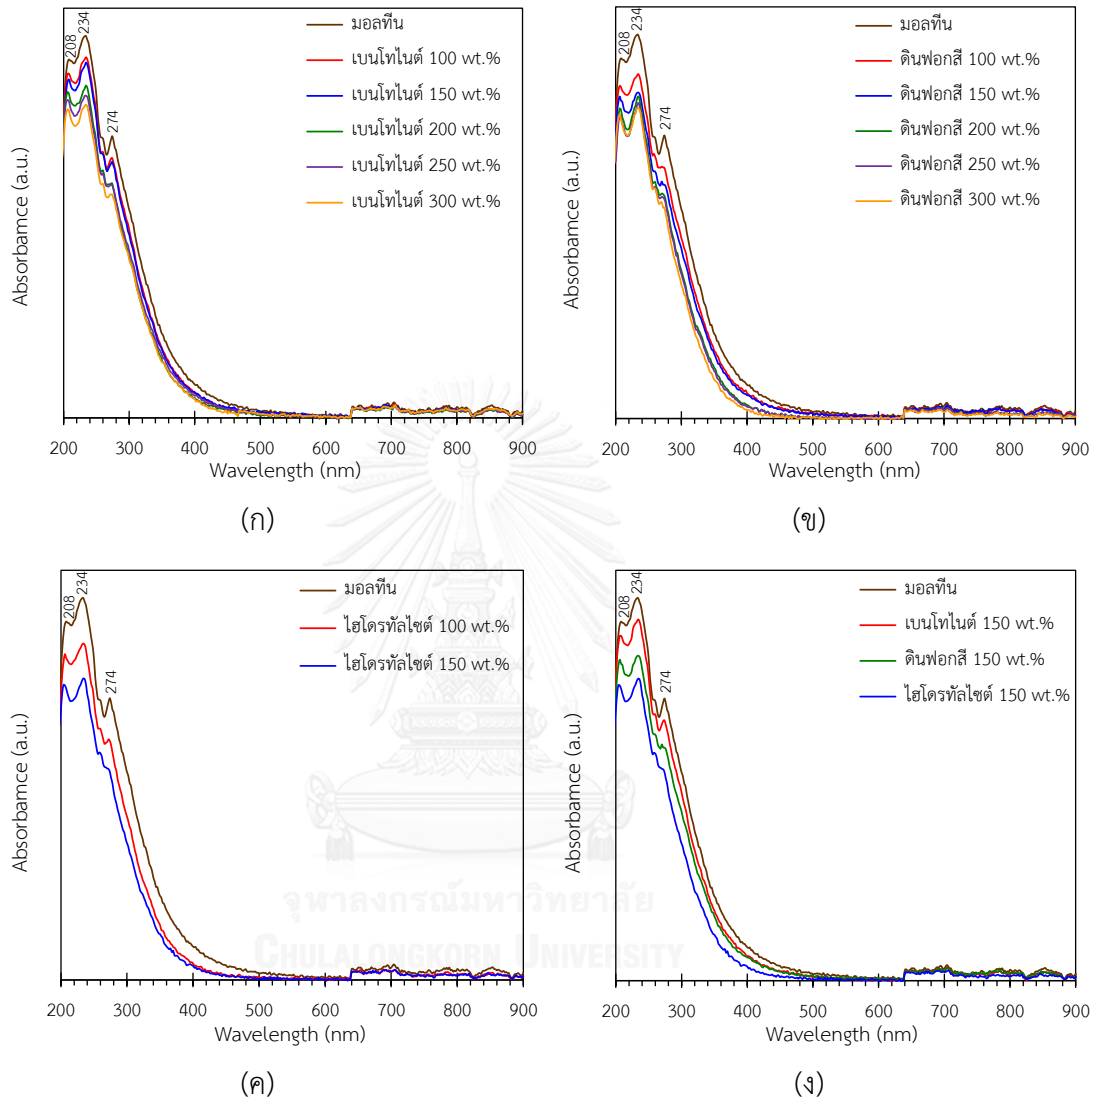 208
234
274
มอลทีน
เบนโทไนต์ 100 wt.%
เบนโทไนต์ 150 wt.%
เบนโทไนต์ 200 wt.%
เบนโทไนต์ 250 wt.%
เบนโทไนต์ 300 wt.%
Absorbamce (a.u.)
200 300 400 500 600 700 800 900
Wavelength (nm)
(ก)
208
234
274
มอลทีน
ดินฟอกสี 100 wt.%
ดินฟอกสี 150 wt.%
ดินฟอกสี 200 wt.%
ดินฟอกสี 250 wt.%
ดินฟอกสี 300 wt.%
Absorbamce (a.u.)
200 300 400 500 600 700 800 900
Wavelength (nm)
(ข)
208
234
274
มอลทีน
ไฮโดรทัลไซต์ 100 wt.%
ไฮโดรทัลไซต์ 150 wt.%
Absorbamce (a.u.)
200 300 400 500 600 700 800 900
Wavelength (nm)
(ค)
208
234
274
มอลทีน
เบนโทไนต์ 150 wt.%
ดินฟอกสี 150 wt.%
ไฮโดรทัลไซต์ 150 wt.%
Absorbamce (a.u.)
200 300 400 500 600 700 800 900
Wavelength (nm)
(ง)
จุฬาลงกรณ์มหาวิทยาลัย
CHULALONGKORN UNIVERSITY